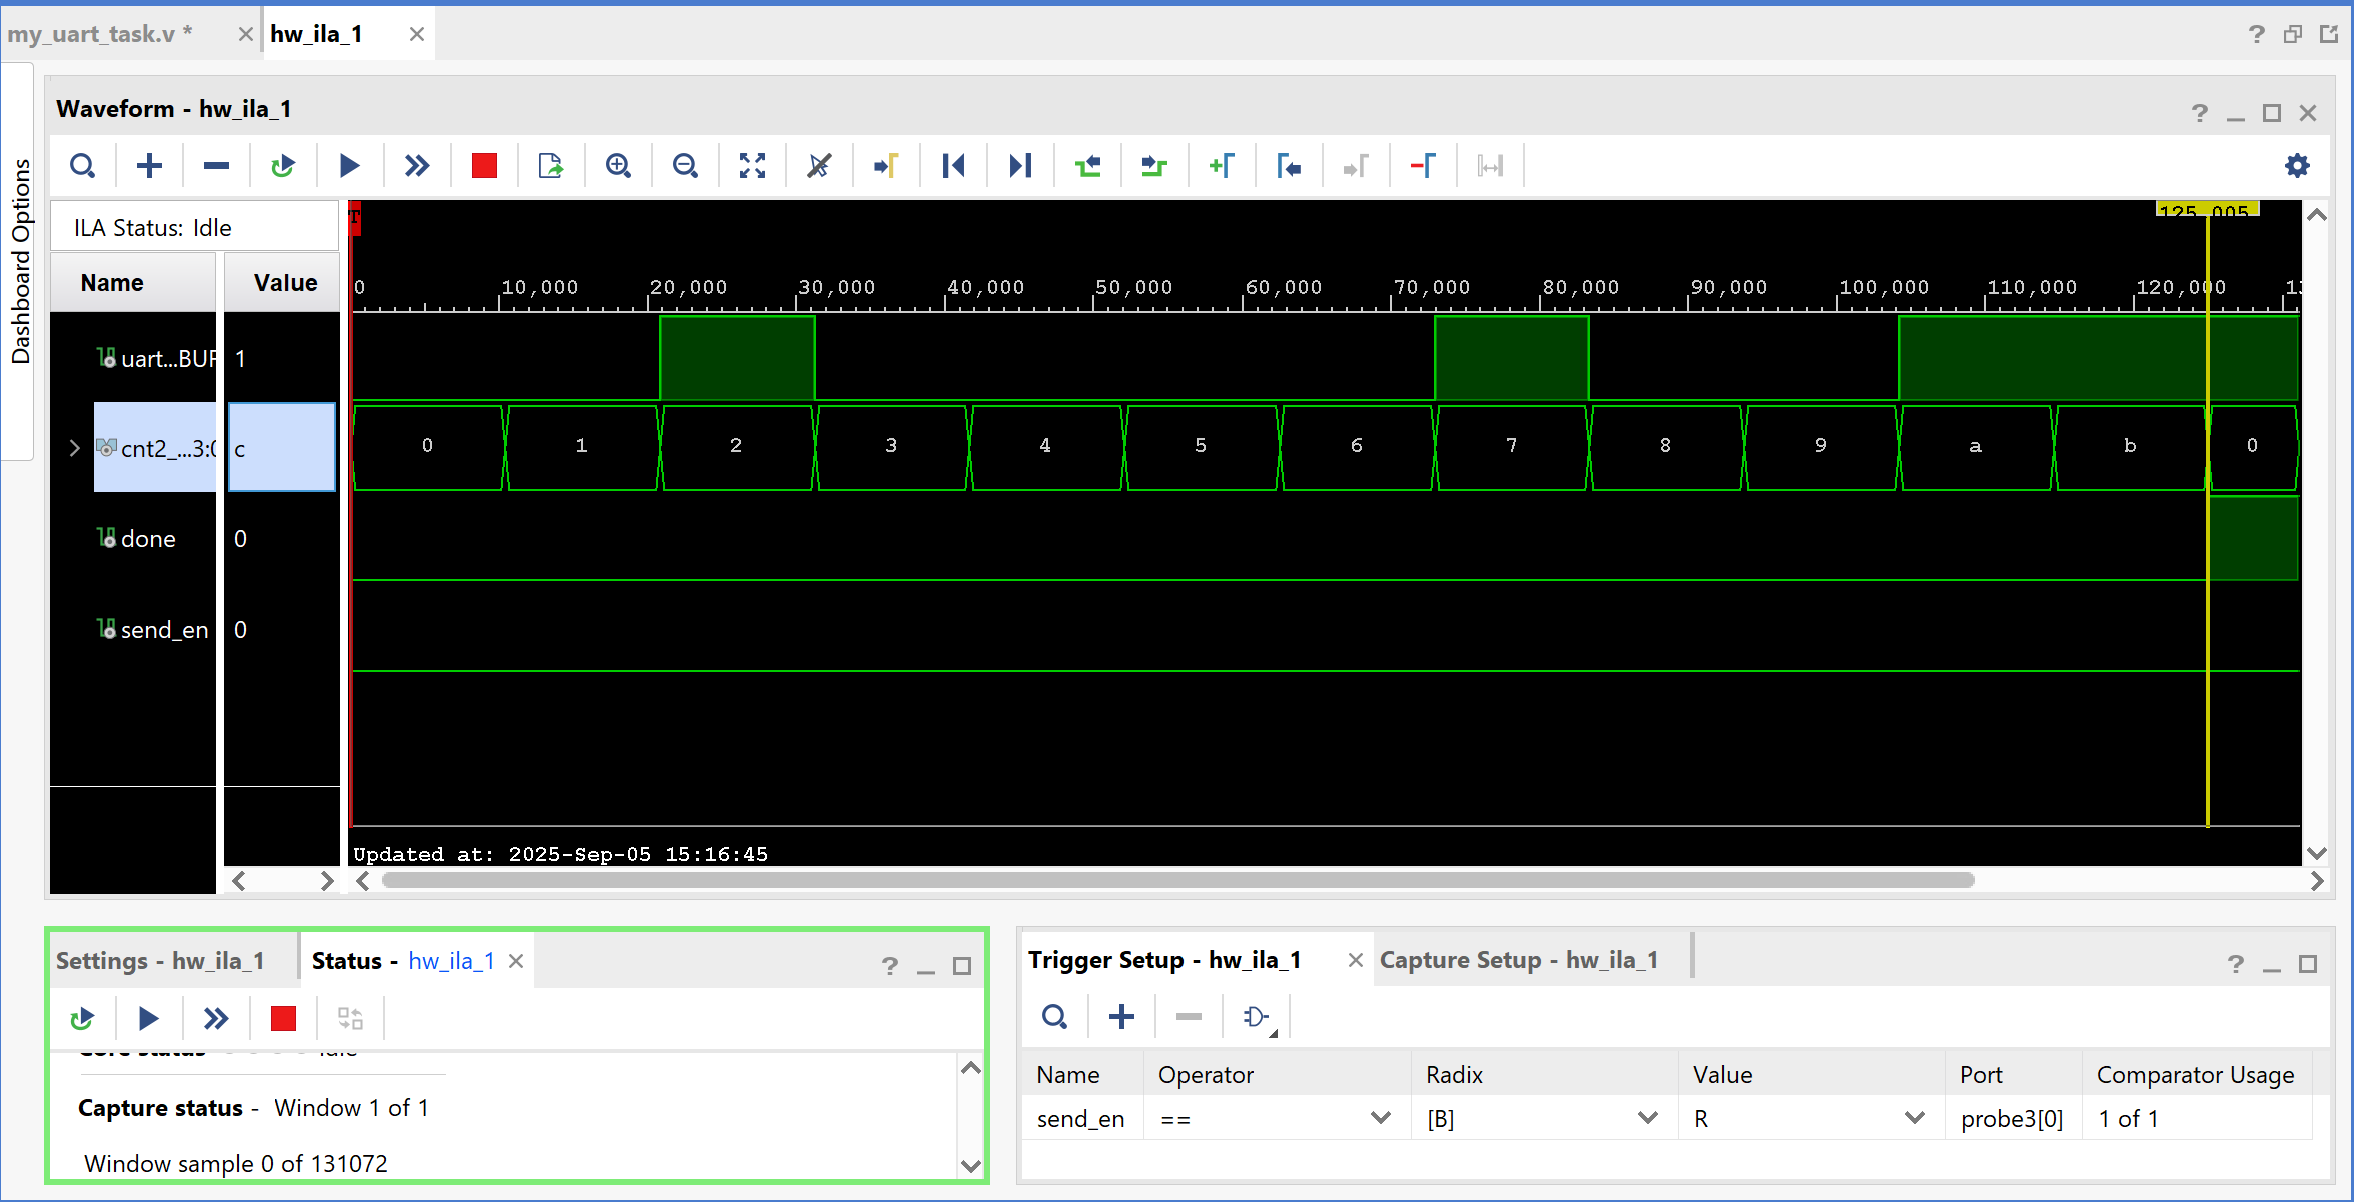 my_uart_task.v *
hw_ila_1
Dashboard Options
Waveform - hw_ila_1
ILA Status: Idle
Name
Value
T
125,005
0
10,000
20,000
30,000
40,000
50,000
60,000
70,000
80,000
90,000
100,000
110,000
120,000
uart...BUF
1
cnt2_...3:0
c
0
1
2
3
4
5
6
7
8
9
a
b
0
done
0
send_en
0
Updated at: 2025-Sep-05 15:16:45
Settings - hw_ila_1
Status - hw_ila_1
Core status
Idle
Capture status - Window 1 of 1
Window sample 0 of 131072
Trigger Setup - hw_ila_1
Capture Setup - hw_ila_1
Name
Operator
Radix
Value
Port
Comparator Usage
send_en
==
[B]
R
probe3[0]
1 of 1